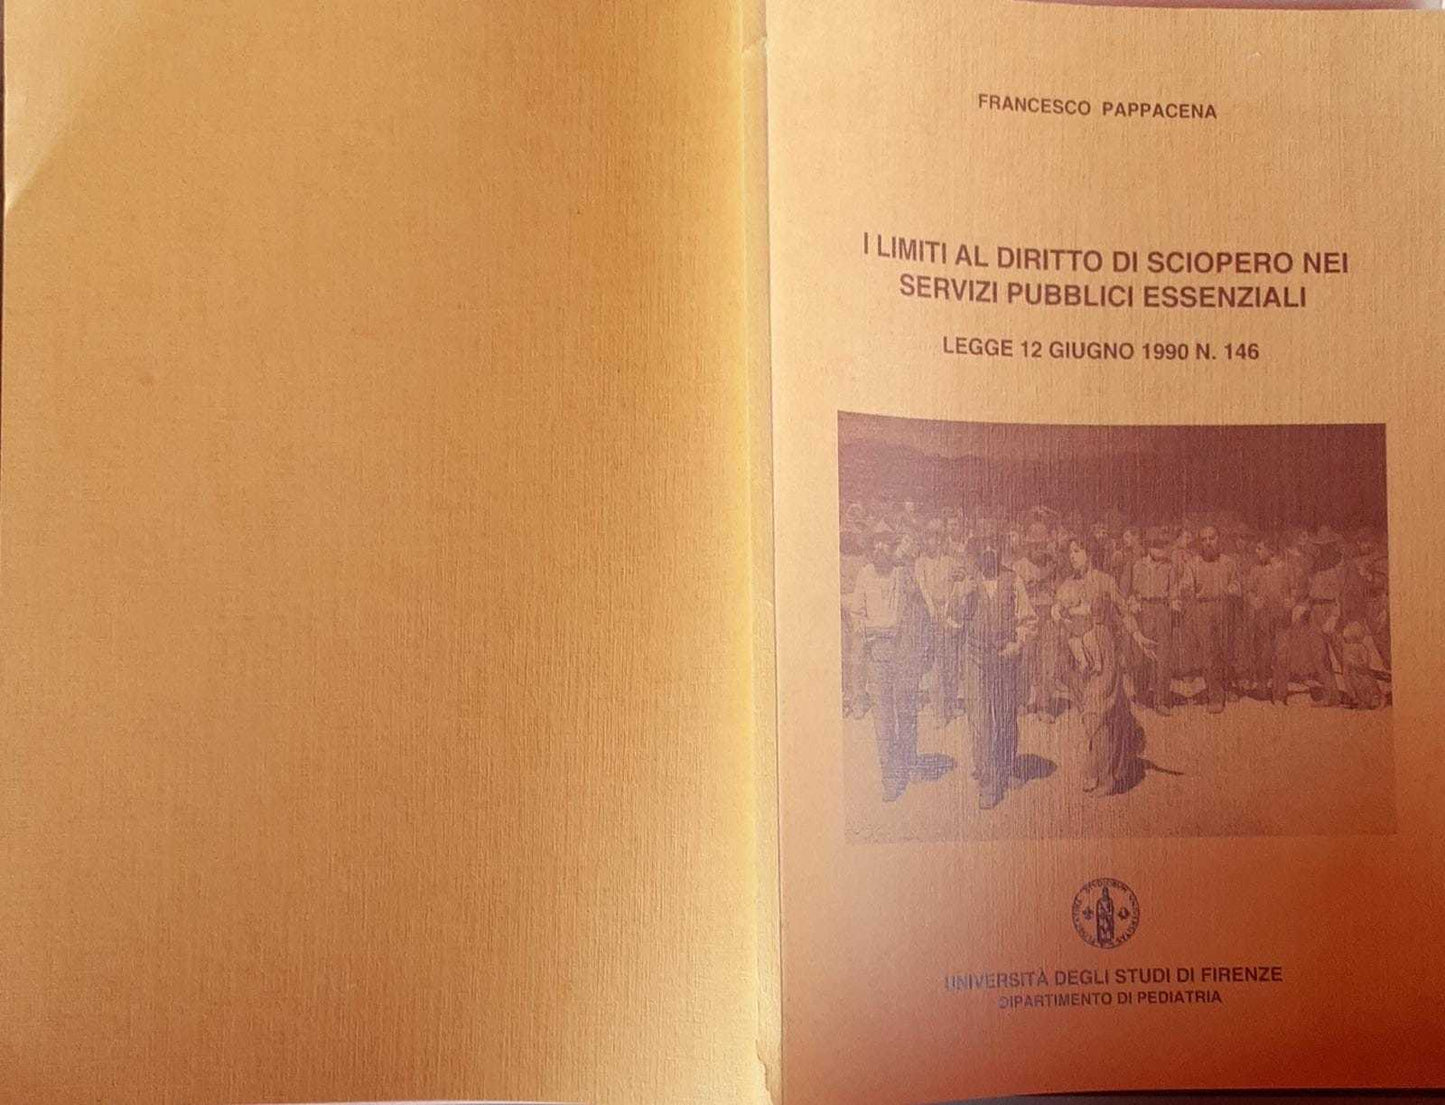 FRANCESCO PAPPACENA
I LIMITI AL DIRITTO DI SCIOPERO NEI
SERVIZI PUBBLICI ESSENZIALI
LEGGE 12 GIUGNO 1990 N. 146
UNIVERSITÀ DEGLI STUDI DI FIRENZE
DIPARTIMENTO DI PEDIATRIA